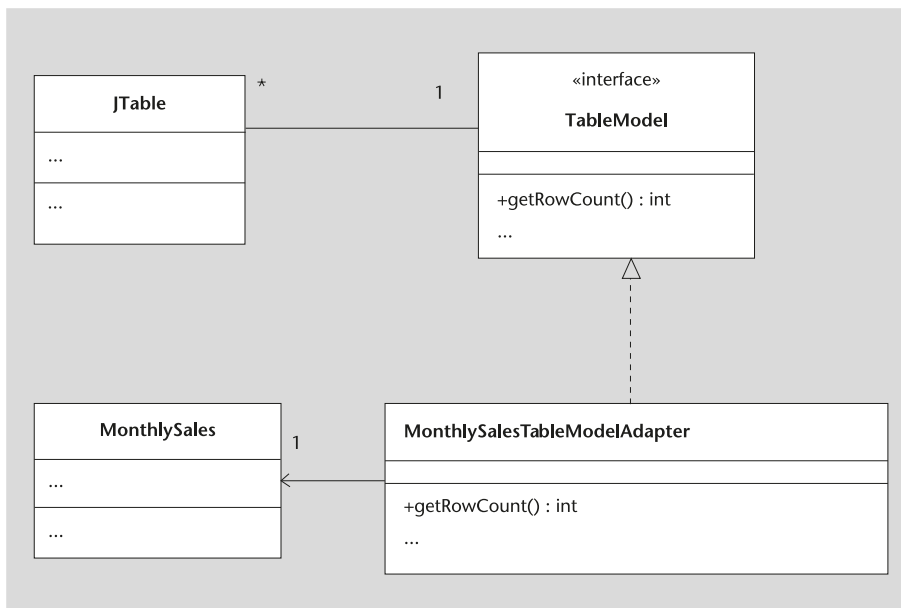 JTable
...
...
*
1
«interface»
TableModel
+getRowCount() : int
...
MonthlySales
...
...
1
MonthlySalesTableModelAdapter
+getRowCount() : int
...